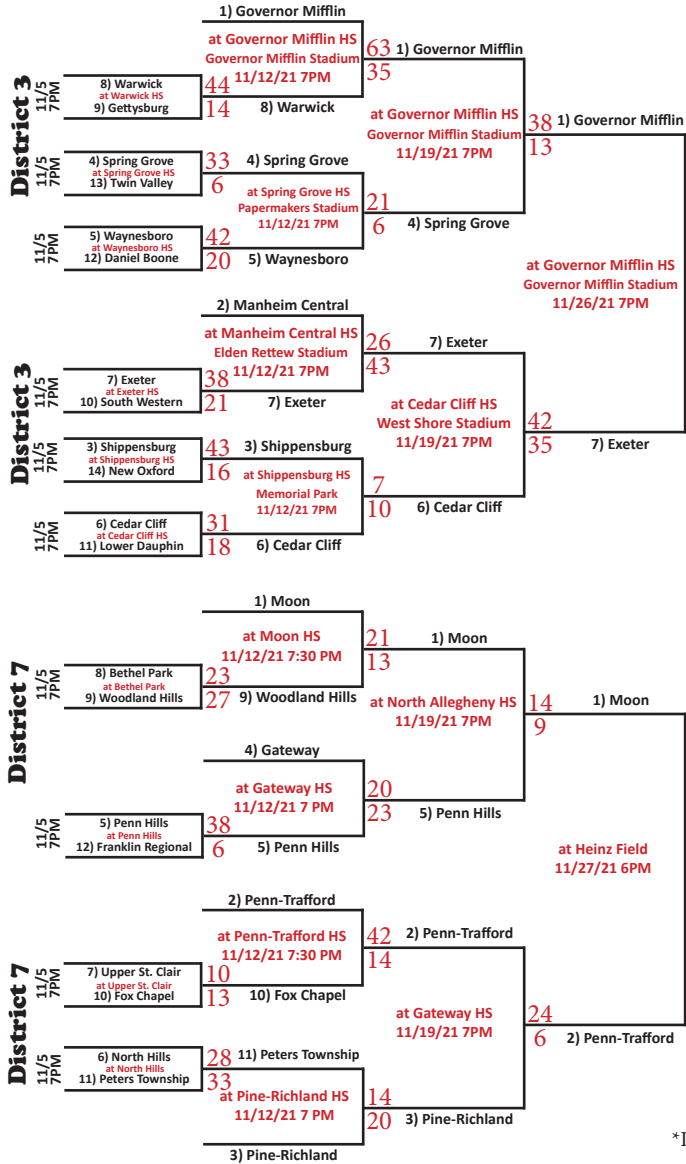 1) Governor Mifflin
at Governor Mifflin HS
Governor Mifflin Stadium
11/12/21 7PM
63
35
1) Governor Mifflin
District 3
11/5
7PM
8) Warwick
at Warwick HS
9) Gettysburg
44
14
8) Warwick
at Governor Mifflin HS
Governor Mifflin Stadium
11/19/21 7PM
38
13
1) Governor Mifflin
11/5
7PM
4) Spring Grove
at Spring Grove HS
13) Twin Valley
33
6
4) Spring Grove
at Spring Grove HS
Papermakers Stadium
11/12/21 7PM
21
6
4) Spring Grove
11/5
7PM
5) Waynesboro
at Waynesboro HS
12) Daniel Boone
42
20
5) Waynesboro
at Governor Mifflin HS
Governor Mifflin Stadium
11/26/21 7PM
2) Manheim Central
at Manheim Central HS
Elden Rettew Stadium
11/12/21 7PM
26
43
7) Exeter
District 3
11/5
7PM
7) Exeter
at Exeter HS
10) South Western
38
21
7) Exeter
at Cedar Cliff HS
West Shore Stadium
11/19/21 7PM
42
35
7) Exeter
11/5
7PM
3) Shippensburg
at Shippensburg HS
14) New Oxford
43
16
3) Shippensburg
at Shippensburg HS
Memorial Park
11/12/21 7PM
7
10
6) Cedar Cliff
11/5
7PM
6) Cedar Cliff
at Cedar Cliff HS
11) Lower Dauphin
31
18
6) Cedar Cliff
1) Moon
at Moon HS
11/12/21 7:30 PM
21
13
1) Moon
District 7
11/5
7PM
8) Bethel Park
at Bethel Park
9) Woodland Hills
23
27
9) Woodland Hills
at North Allegheny HS
11/19/21 7PM
14
9
1) Moon
4) Gateway
at Gateway HS
11/12/21 7 PM
20
23
5) Penn Hills
11/5
7PM
5) Penn Hills
at Penn Hills
12) Franklin Regional
38
6
5) Penn Hills
at Heinz Field
11/27/21 6PM
2) Penn-Trafford
at Penn-Trafford HS
11/12/21 7:30 PM
42
14
2) Penn-Trafford
District 7
11/5
7PM
7) Upper St. Clair
at Upper St. Clair
10) Fox Chapel
10
13
10) Fox Chapel
at Gateway HS
11/19/21 7PM
24
6
2) Penn-Trafford
11/5
7PM
6) North Hills
at North Hills
11) Peters Township
28
33
11) Peters Township
at Pine-Richland HS
11/12/21 7 PM
14
20
3) Pine-Richland
3) Pine-Richland